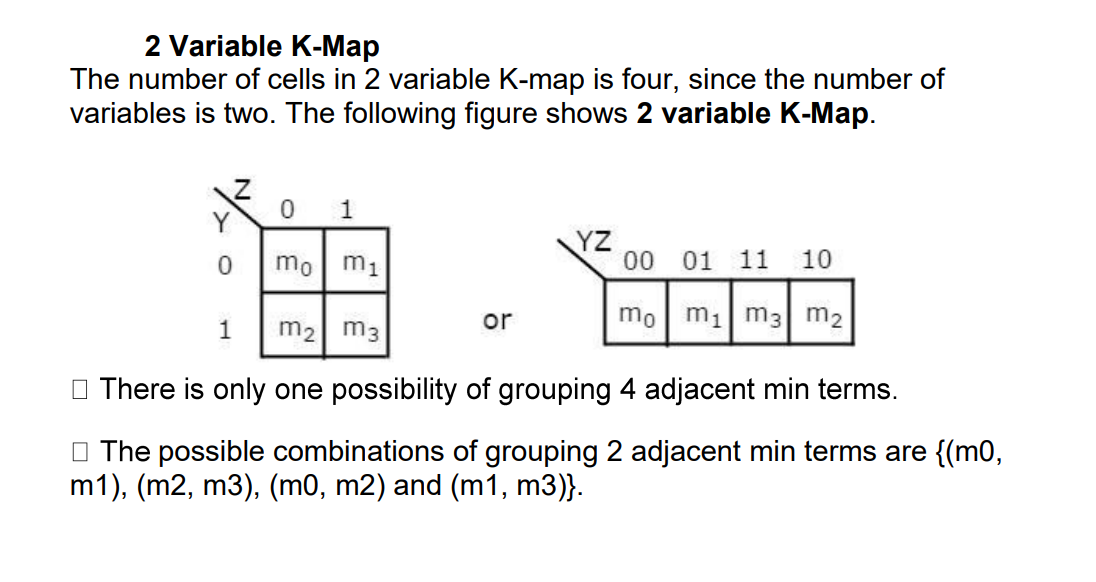 2 Variable K-Map
The number of cells in 2 variable K-map is four, since the number of
variables is two. The following figure shows 2 variable K-Map.
Z
Y 0 1
0 m₀ m₁
1 m₂ m₃
or
YZ
00 01 11 10
m₀ m₁ m₃ m₂
There is only one possibility of grouping 4 adjacent min terms.
The possible combinations of grouping 2 adjacent min terms are {(m0,
m1), (m2, m3), (m0, m2) and (m1, m3)}.